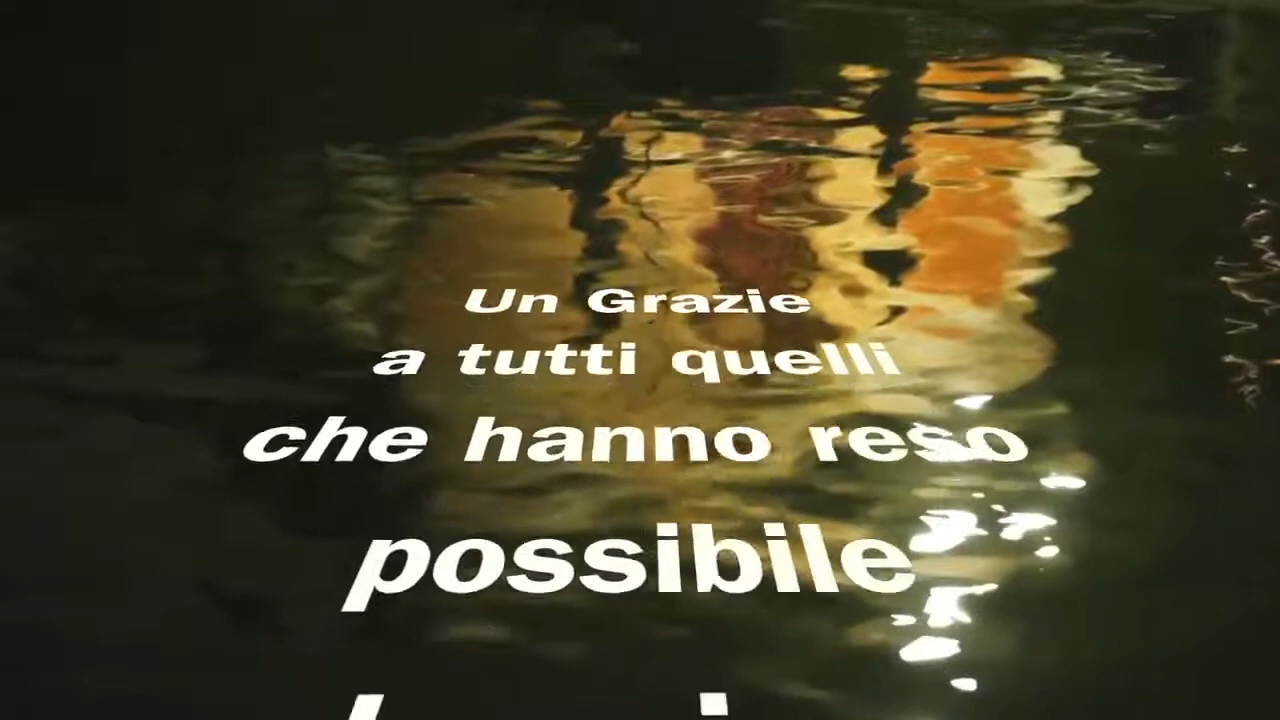 Un Grazie
a tutti quelli
che hanno reso
possibile